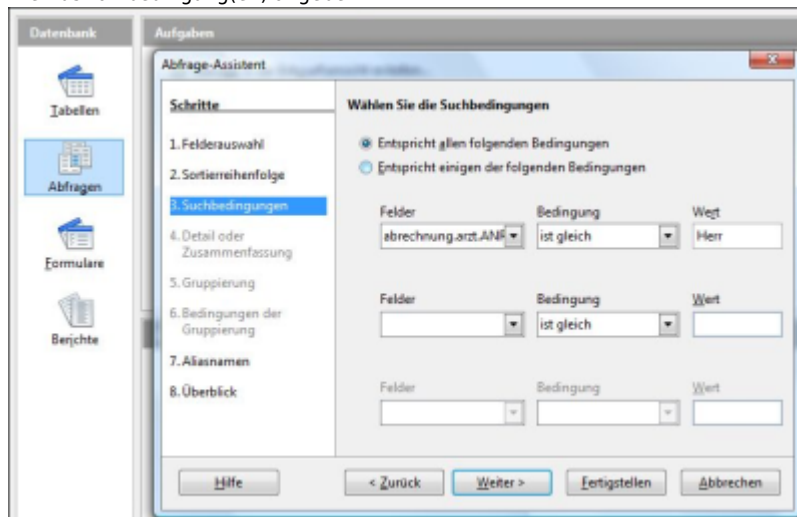 Datenbank
Aufgaben
Tabellen
Abfragen
Formulare
Berichte
Abfrage-Assistent
Schritte
1. Felderauswahl
2. Sortierreihenfolge
3. Suchbedingungen
4. Detail oder
Zusammenfassung
5. Gruppierung
6. Bedingungen der
Gruppierung
7. Aliasnamen
8. Überblick
Wählen Sie die Suchbedingungen
Entspricht allen folgenden Bedingungen
Entspricht einigen der folgenden Bedingungen
Felder Bedingung Wert
abrechnung.arzt.ANR ist gleich Herr
Felder Bedingung Wert
ist gleich
Felder Bedingung Wert
Hilfe < Zurück Weiter > Fertigstellen Abbrechen